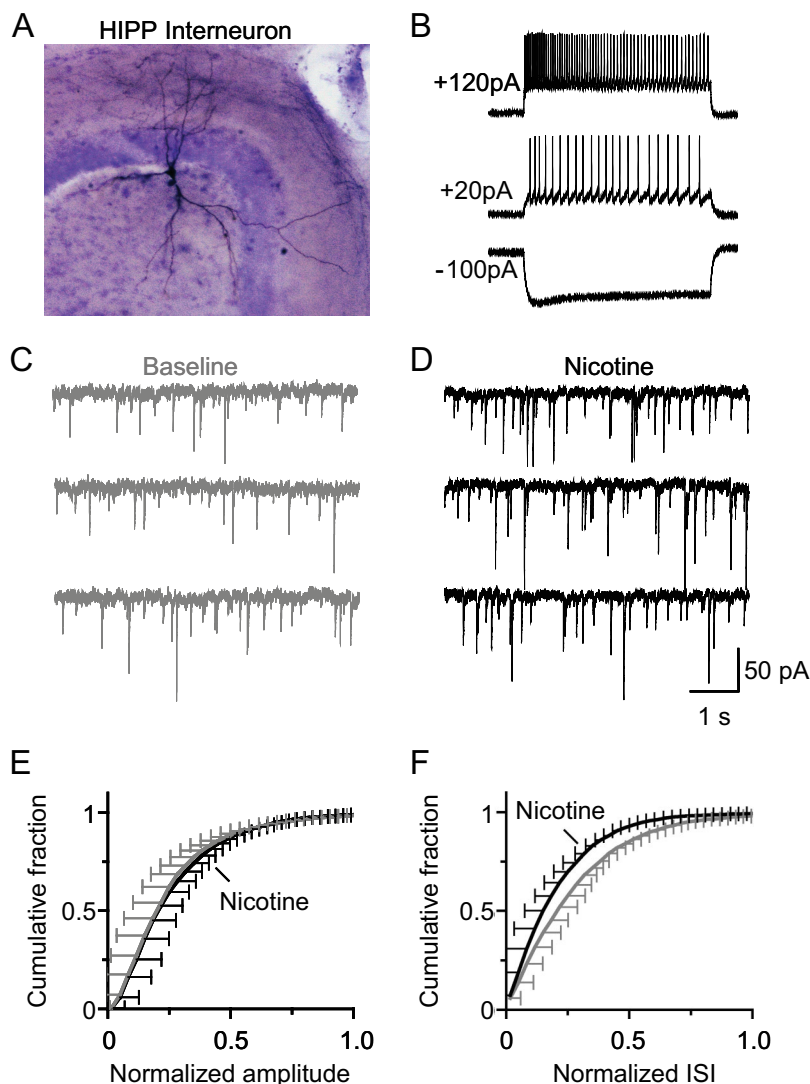 A
HIPP Interneuron
B
+120pA
+20pA
-100pA
C
Baseline
D
Nicotine
50 pA
1 s
E
Cumulative fraction
1
0.5
0
Nicotine
0
0.5
1.0
Normalized amplitude
F
Cumulative fraction
1
0.5
0
Nicotine
0
0.5
1.0
Normalized ISI